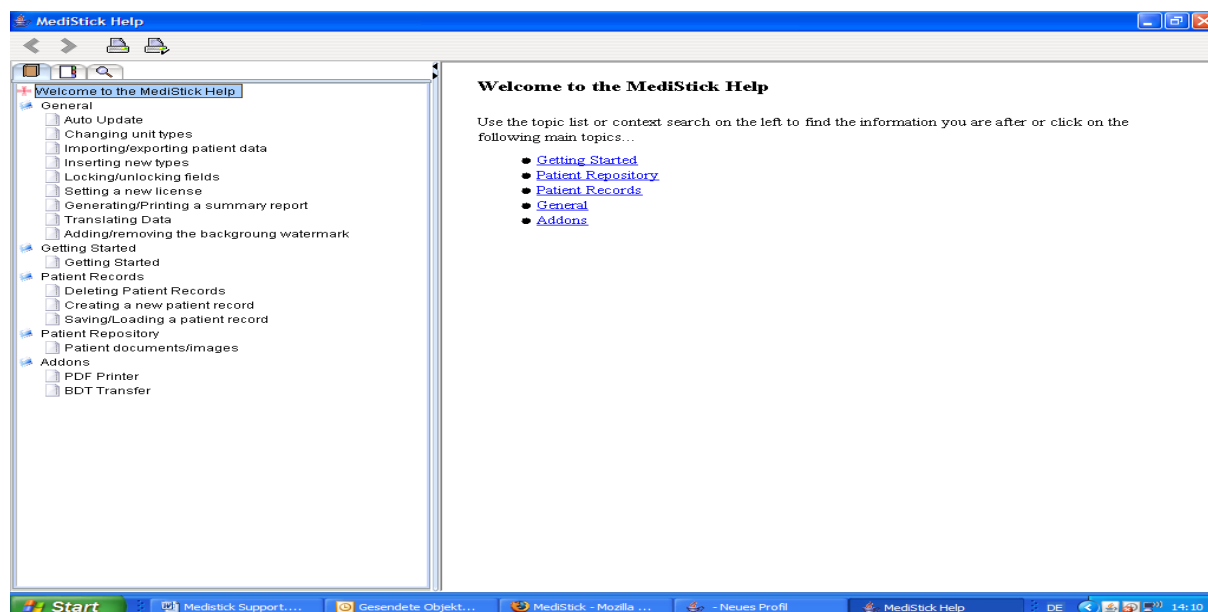 MediStick Help
Welcome to the MediStick Help
General
Auto Update
Changing unit types
Importing/exporting patient data
Inserting new types
Locking/unlocking fields
Setting a new license
Generating/Printing a summary report
Translating Data
Adding/removing the backgroung watermark
Getting Started
Getting Started
Patient Records
Deleting Patient Records
Creating a new patient record
Saving/Loading a patient record
Patient Repository
Patient documents/images
Addons
PDF Printer
BDT Transfer
Welcome to the MediStick Help
Use the topic list or context search on the left to find the information you are after or click on the
following main topics...
Getting Started
Patient Repository
Patient Records
General
Addons
Start Medistick Support.... Gesendete Objekt... MediStick - Mozilla ... - Neues Profil MediStick Help DE 14:10